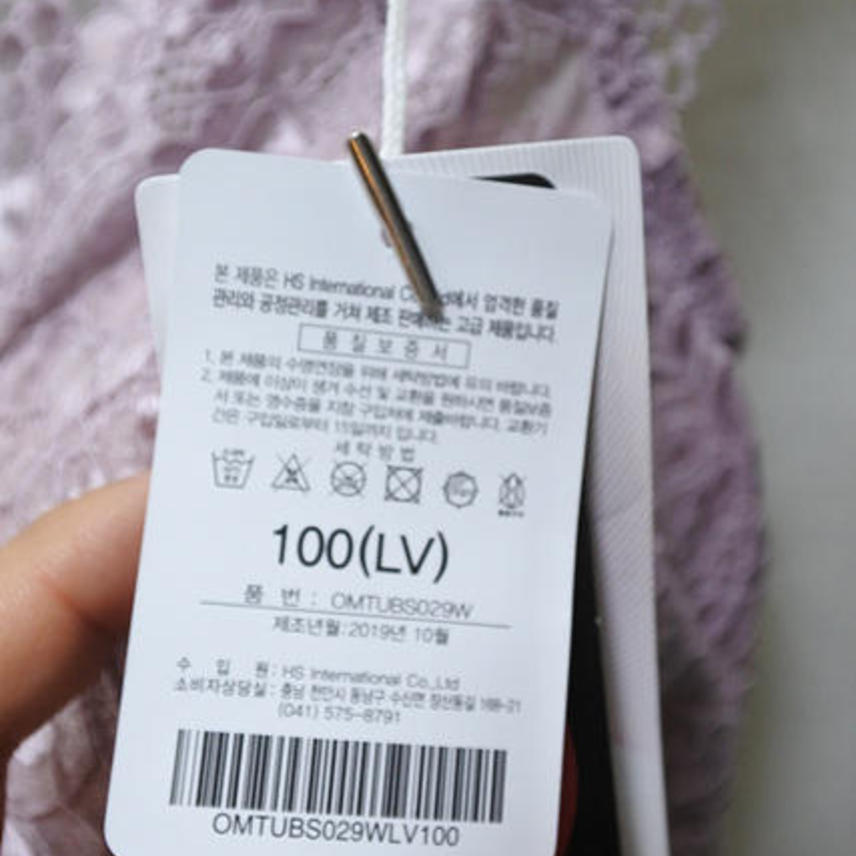 본 제품은 HS International Co 에서 엄격한 품질
관리와 공정관리를 거쳐 제조 판매하는 고급 제품입니다.
품 질 보 증 서
1. 본 제품의 수명연장을 위해 세탁방법에 유의 바랍니다.
2. 제품에 이상이 생겨 수선 및 교환을 원하시면 품질보증
서 또는 영수증을 지참 구입처에 제출바랍니다. 교환기
간은 구입일로부터 15일까지 입니다.
세 탁 방 법
100(LV)
품 번 : OMTUBS029W
제조년월:2019년 10월
수 입 원: HS International Co.,Ltd
소비자상담실: 충남 천안시 동남구 수신면 장산동길 168-21
(041) 575-8791
OMTUBS029WLV100